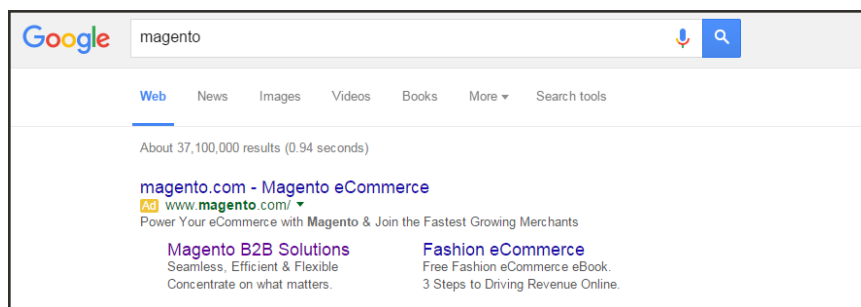 Google magento
Web News Images Videos Books More Search tools
About 37,100,000 results (0.94 seconds)
magento.com - Magento eCommerce
Ad www.magento.com/
Power Your eCommerce with Magento & Join the Fastest Growing Merchants
Magento B2B Solutions
Seamless, Efficient & Flexible
Concentrate on what matters.
Fashion eCommerce
Free Fashion eCommerce eBook.
3 Steps to Driving Revenue Online.